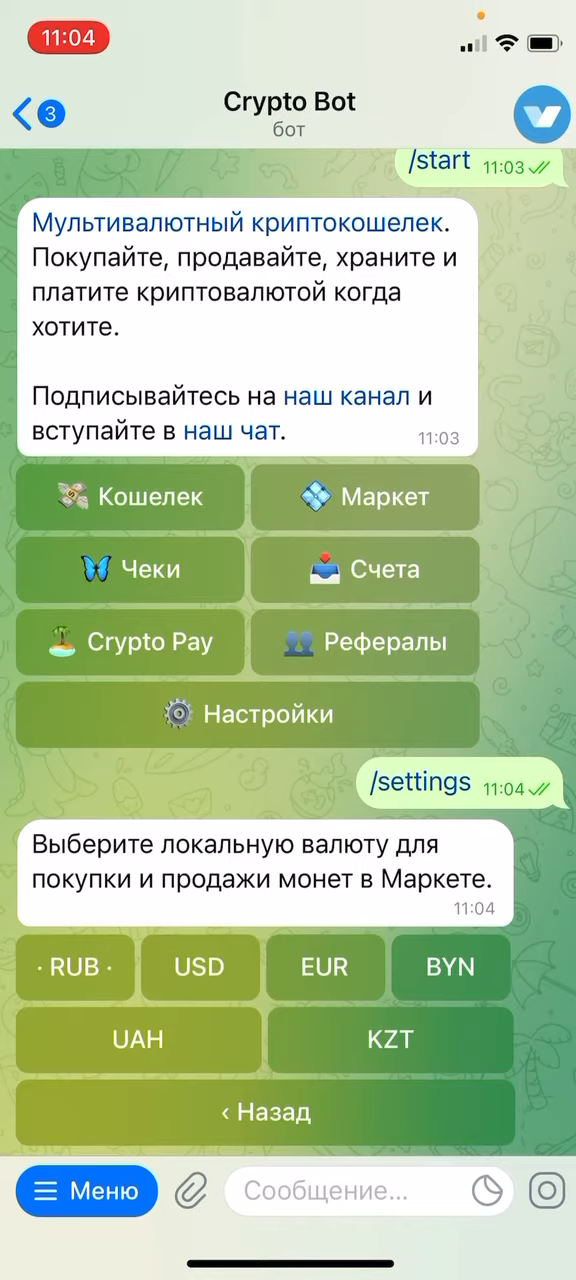 11:04
3
Crypto Bot
бот
/start 11:03
Мультивалютный криптокошелек.
Покупайте, продавайте, храните и
платите криптовалютой когда
хотите.
Подписывайтесь на наш канал и
вступайте в наш чат.
11:03
Кошелек
Маркет
Чеки
Счета
Crypto Pay
Рефералы
Настройки
/settings 11:04
Выберите локальную валюту для
покупки и продажи монет в Маркете.
11:04
· RUB ·
USD
EUR
BYN
UAH
KZT
‹ Назад
Меню
Сообщение...